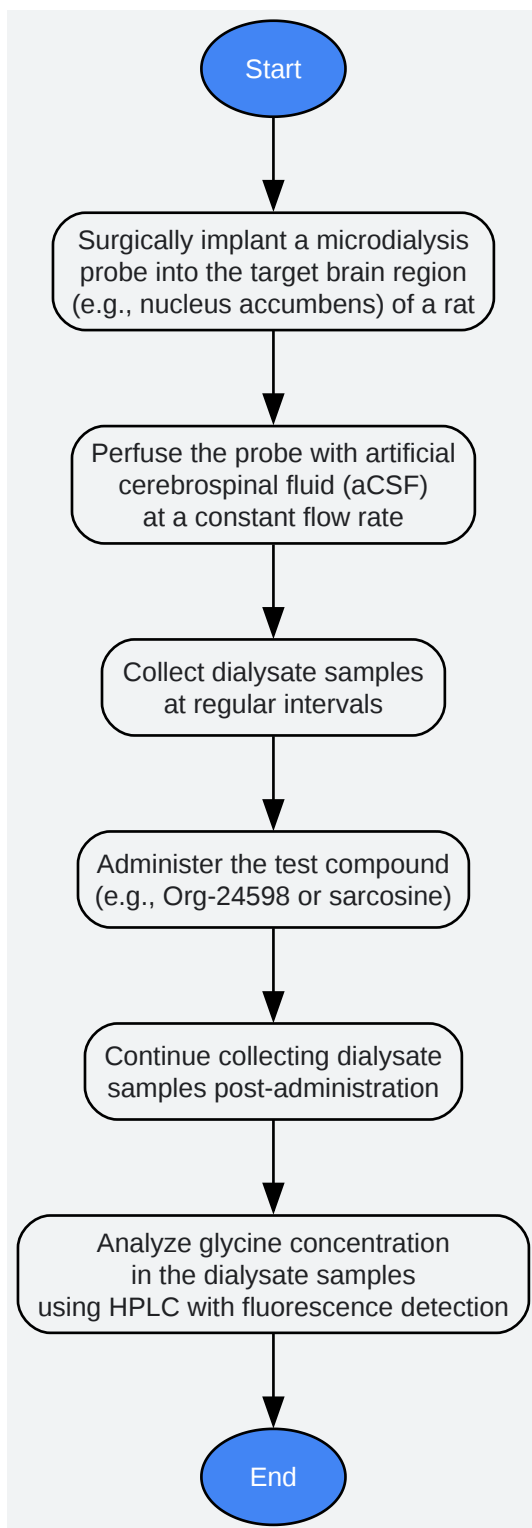 Start
Surgically implant a microdialysis
probe into the target brain region
(e.g., nucleus accumbens) of a rat
Perfuse the probe with artificial
cerebrospinal fluid (aCSF)
at a constant flow rate
Collect dialysate samples
at regular intervals
Administer the test compound
(e.g., Org-24598 or sarcosine)
Continue collecting dialysate
samples post-administration
Analyze glycine concentration
in the dialysate samples
using HPLC with fluorescence detection
End